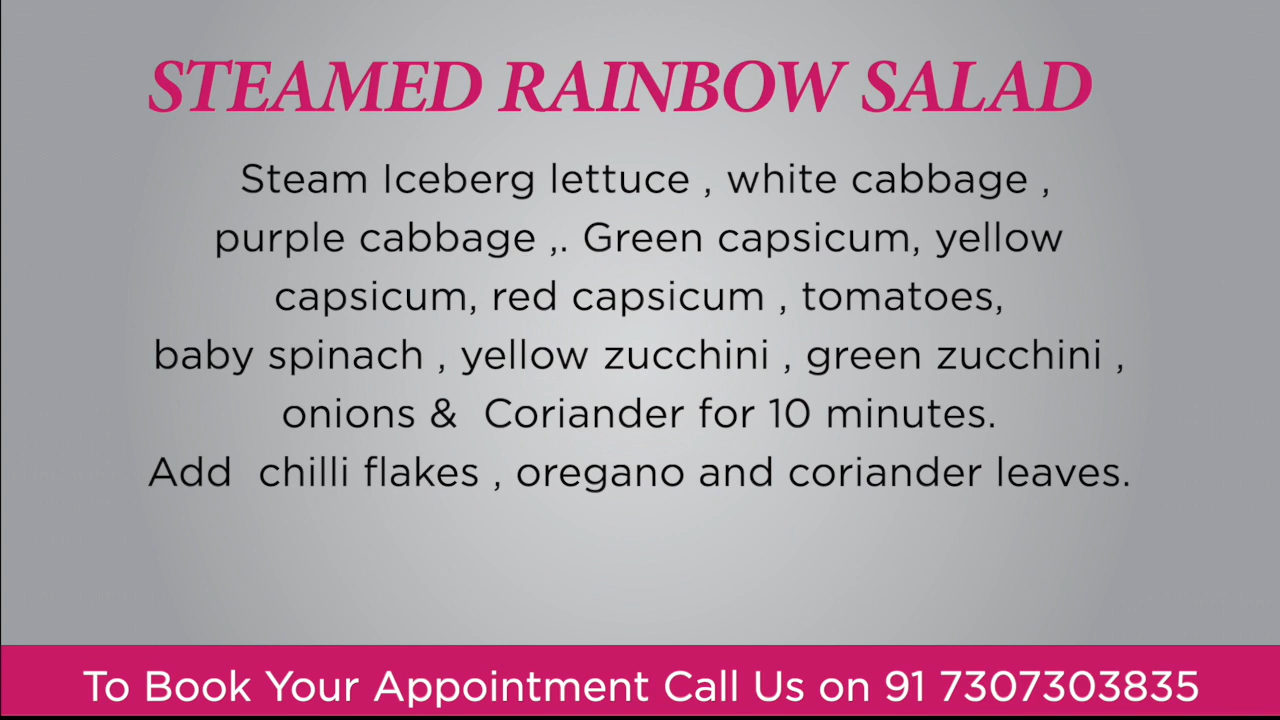 STEAMED RAINBOW SALAD
Steam Iceberg lettuce , white cabbage ,
purple cabbage ,. Green capsicum, yellow
capsicum, red capsicum , tomatoes,
baby spinach , yellow zucchini , green zucchini ,
onions &  Coriander for 10 minutes.
Add  chilli flakes , oregano and coriander leaves.
To Book Your Appointment Call Us on 91 7307303835